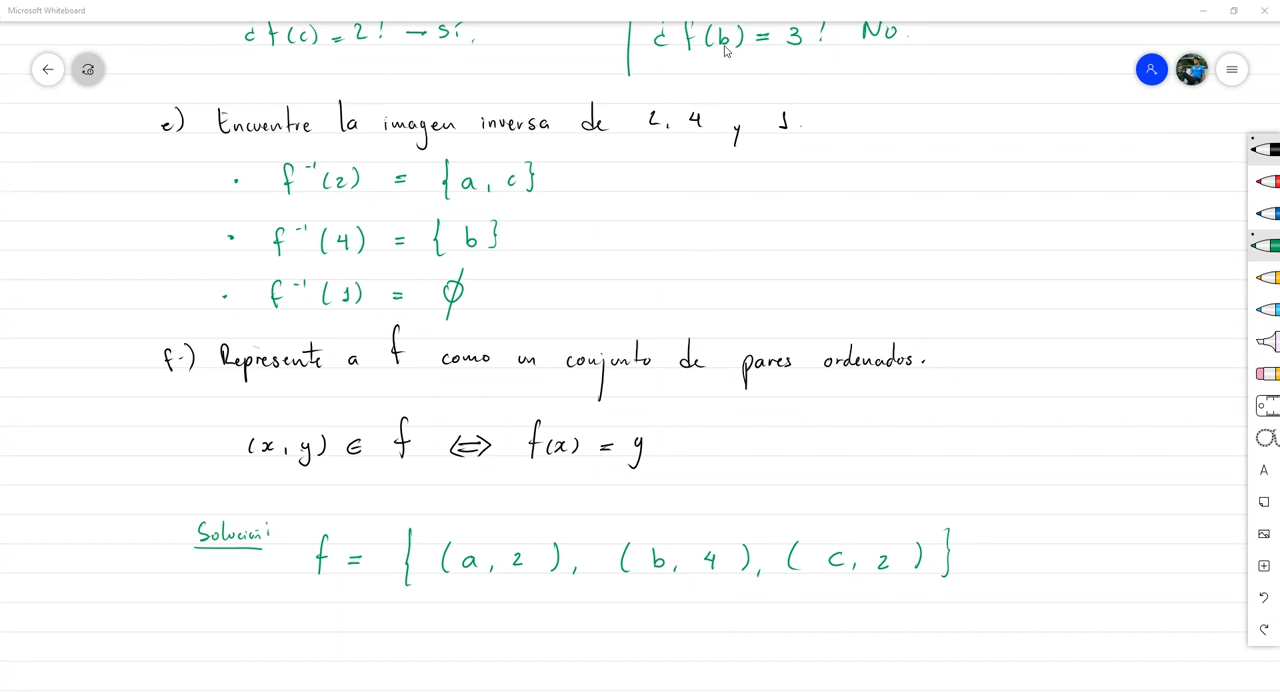 Microsoft Whiteboard
¿ f(c) = 2? → Sí.
¿ f(b) = 3? No.
e) Encuentre la imagen inversa de 2, 4 y 1.
· f⁻¹(2) = {a, c}
· f⁻¹(4) = {b}
· f⁻¹(1) = ∅
f-) Represente a f como un conjunto de pares ordenados.
(x, y) ∈ f ⇔ f(x) = y
Solución:
f = { (a, 2), (b, 4), (c, 2) }
A